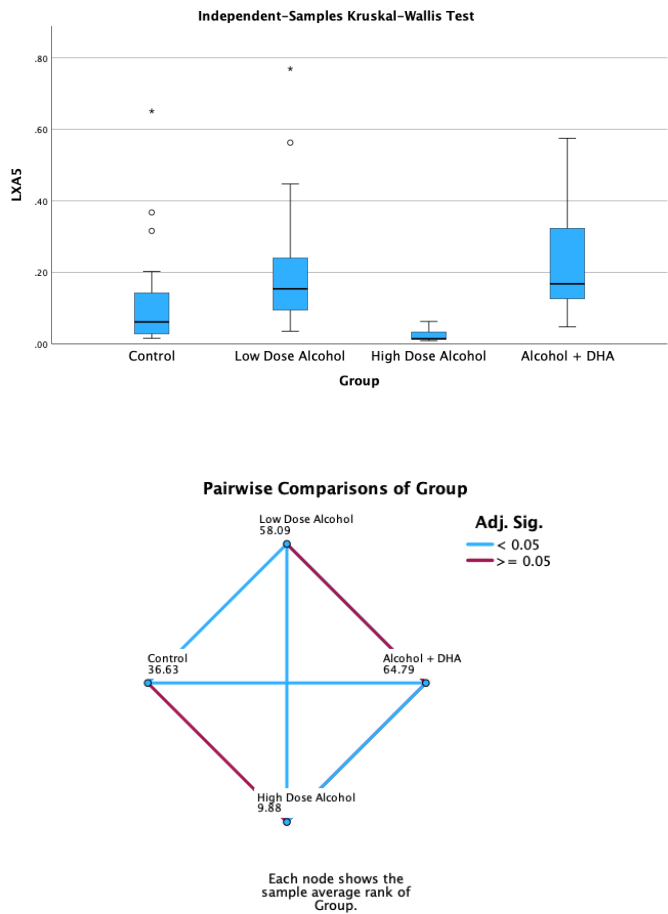 Independent-Samples Kruskal-Wallis Test
.80
.60
.40
.20
.00
LXA5
Control
Low Dose Alcohol
High Dose Alcohol
Alcohol + DHA
Group
Pairwise Comparisons of Group
Adj. Sig.
< 0.05
>= 0.05
Low Dose Alcohol
58.09
Control
36.63
Alcohol + DHA
64.79
High Dose Alcohol
9.88
Each node shows the
sample average rank of
Group.